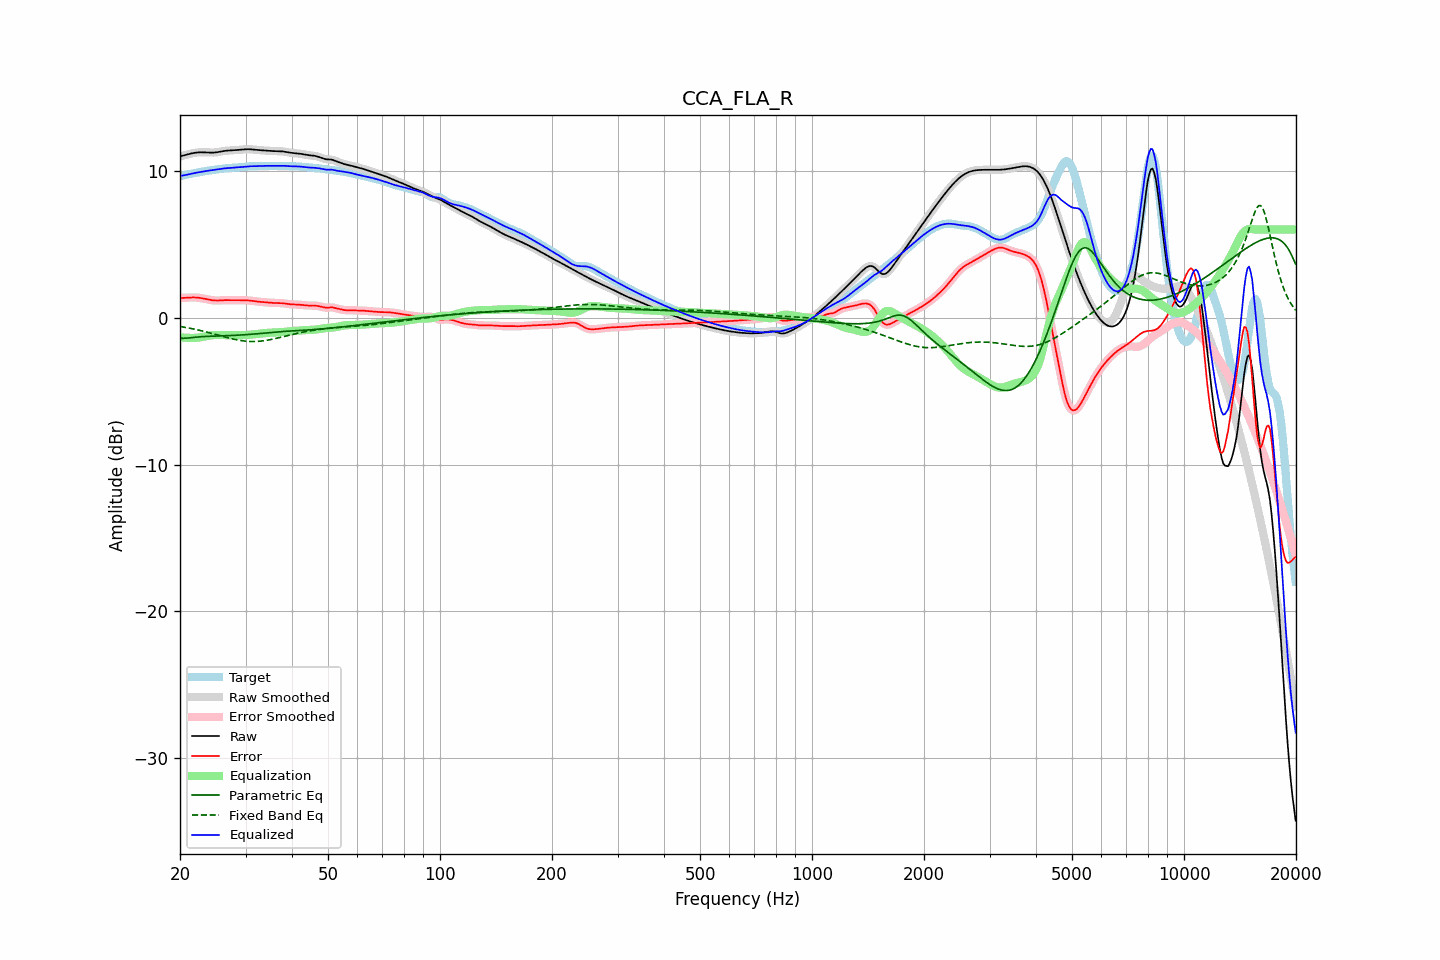 CCA_FLA_R
Amplitude (dBr)
10
0
−10
−20
−30
Target
Raw Smoothed
Error Smoothed
Raw
Error
Equalization
Parametric Eq
Fixed Band Eq
Equalized
20 50 100 200 500 1000 2000 5000 10000 20000
Frequency (Hz)